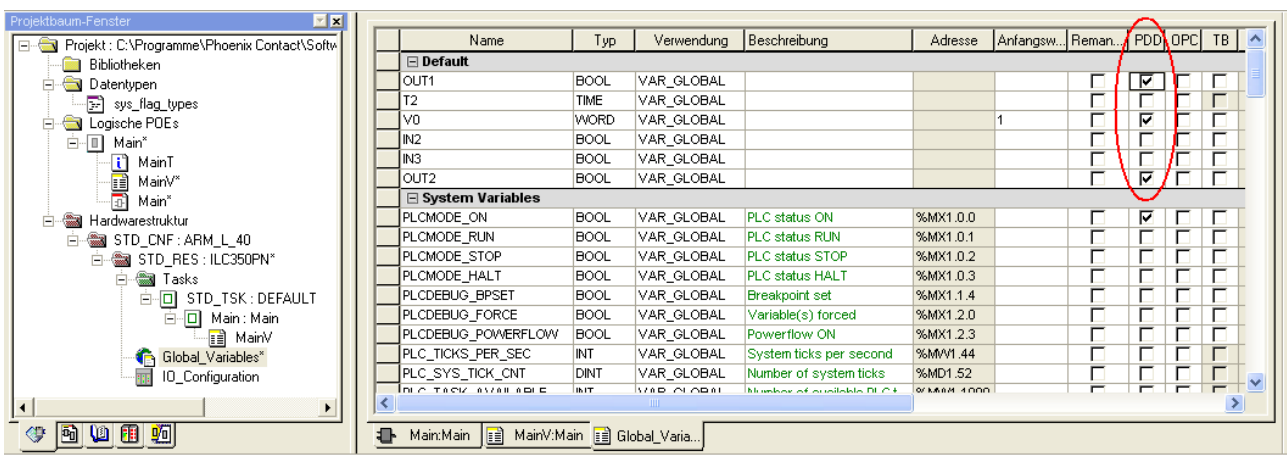 Projektbaum-Fenster
Projekt : C:\Programme\Phoenix Contact\Softw
Bibliotheken
Datentypen
sys_flag_types
Logische POEs
Main*
MainT
MainV*
Main*
Hardwarestruktur
STD_CNF : ARM_L_40
STD_RES : ILC350PN*
Tasks
STD_TSK : DEFAULT
Main : Main
MainV
Global_Variables*
IO_Configuration
Name Typ Verwendung Beschreibung Adresse Anfangsw... Reman... PDD OPC TB
Default
OUT1 BOOL VAR_GLOBAL
T2 TIME VAR_GLOBAL
V0 WORD VAR_GLOBAL 1
IN2 BOOL VAR_GLOBAL
IN3 BOOL VAR_GLOBAL
OUT2 BOOL VAR_GLOBAL
System Variables
PLCMODE_ON BOOL VAR_GLOBAL PLC status ON %MX1.0.0
PLCMODE_RUN BOOL VAR_GLOBAL PLC status RUN %MX1.0.1
PLCMODE_STOP BOOL VAR_GLOBAL PLC status STOP %MX1.0.2
PLCMODE_HALT BOOL VAR_GLOBAL PLC status HALT %MX1.0.3
PLCDEBUG_BPSET BOOL VAR_GLOBAL Breakpoint set %MX1.1.4
PLCDEBUG_FORCE BOOL VAR_GLOBAL Variable(s) forced %MX1.2.0
PLCDEBUG_POWERFLOW BOOL VAR_GLOBAL Powerflow ON %MX1.2.3
PLC_TICKS_PER_SEC INT VAR_GLOBAL System ticks per second %MW1.44
PLC_SYS_TICK_CNT DINT VAR_GLOBAL Number of system ticks %MD1.52
Main:Main MainV:Main Global_Varia...